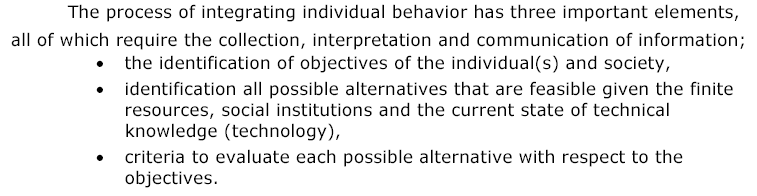 The process of integrating individual behavior has three important elements,
all of which require the collection, interpretation and communication of information;
• the identification of objectives of the individual(s) and society,
• identification all possible alternatives that are feasible given the finite
resources, social institutions and the current state of technical
knowledge (technology),
• criteria to evaluate each possible alternative with respect to the
objectives.